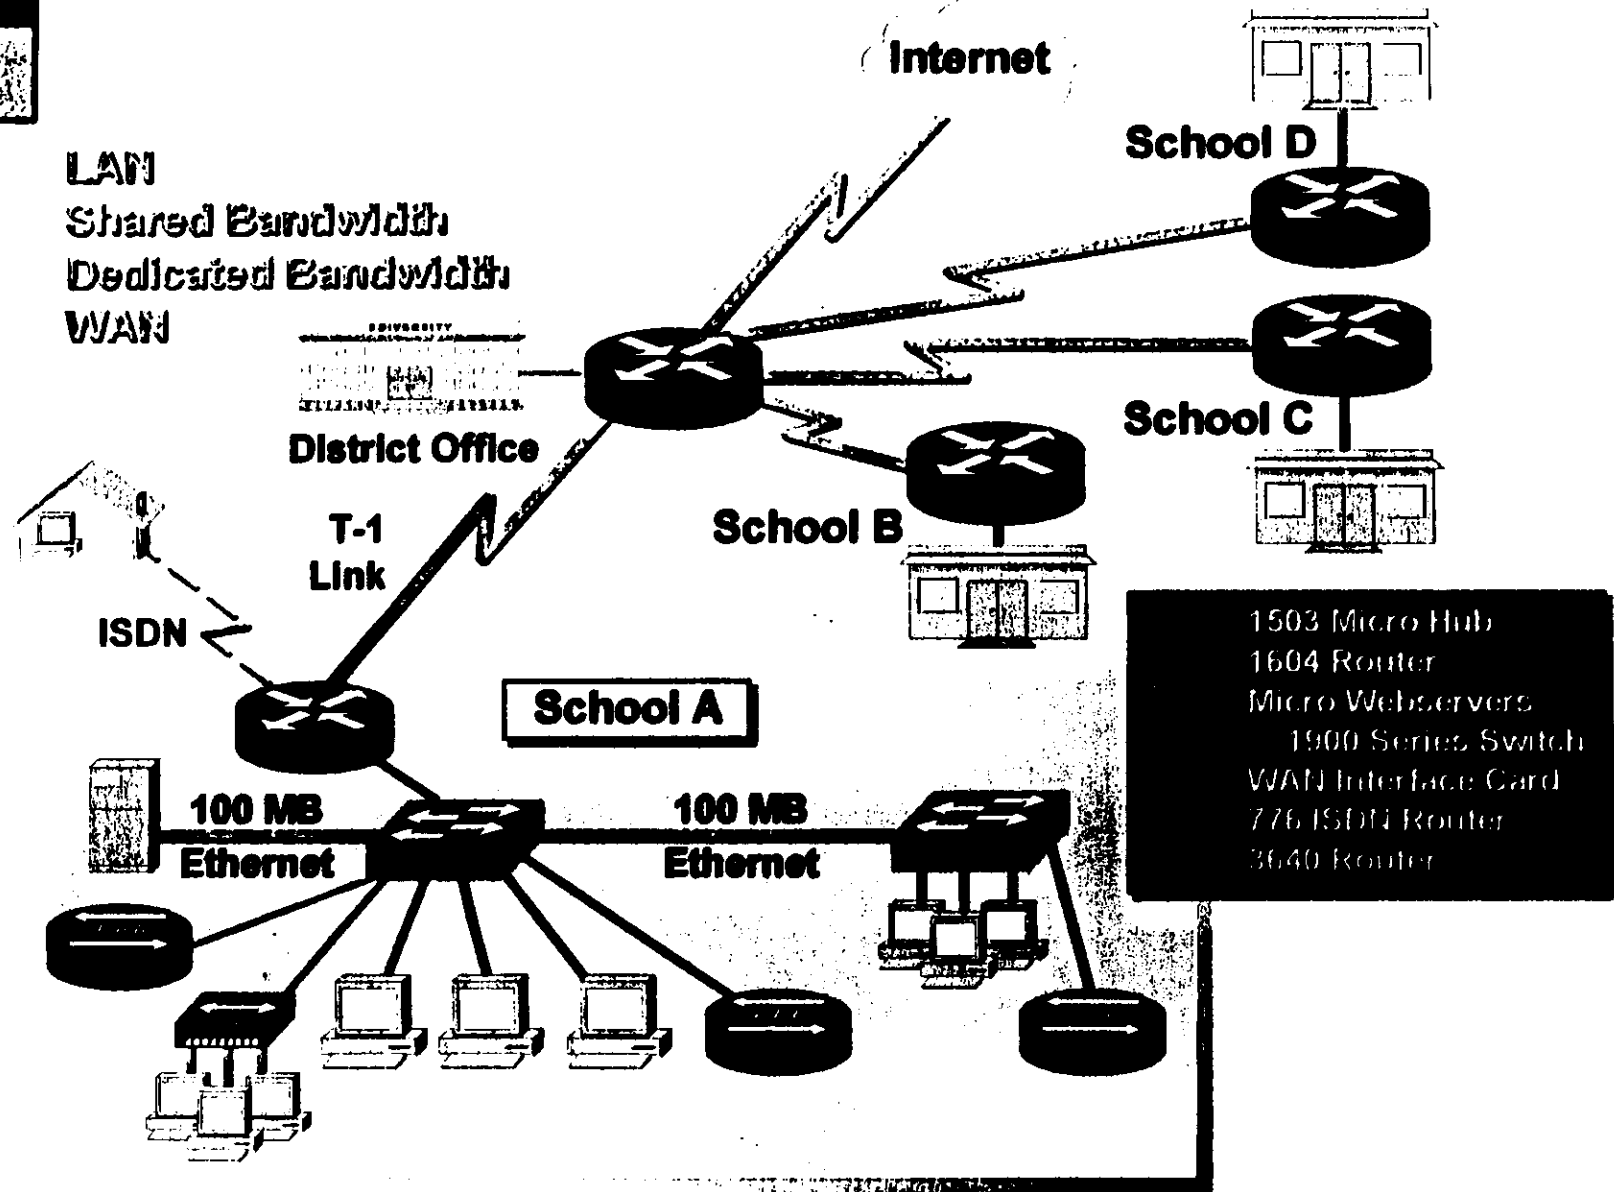 Internet
School D
LAN
Shared Bandwidth
Dedicated Bandwidth
WAN
UNIVERSITY
District Office
School C
T-1
Link
School B
ISDN
School A
1503 Micro Hub
1604 Router
Micro Webservers
1900 Series Switch
WAN Interface Card
776 ISDN Router
3640 Router
100 MB
Ethernet
100 MB
Ethernet